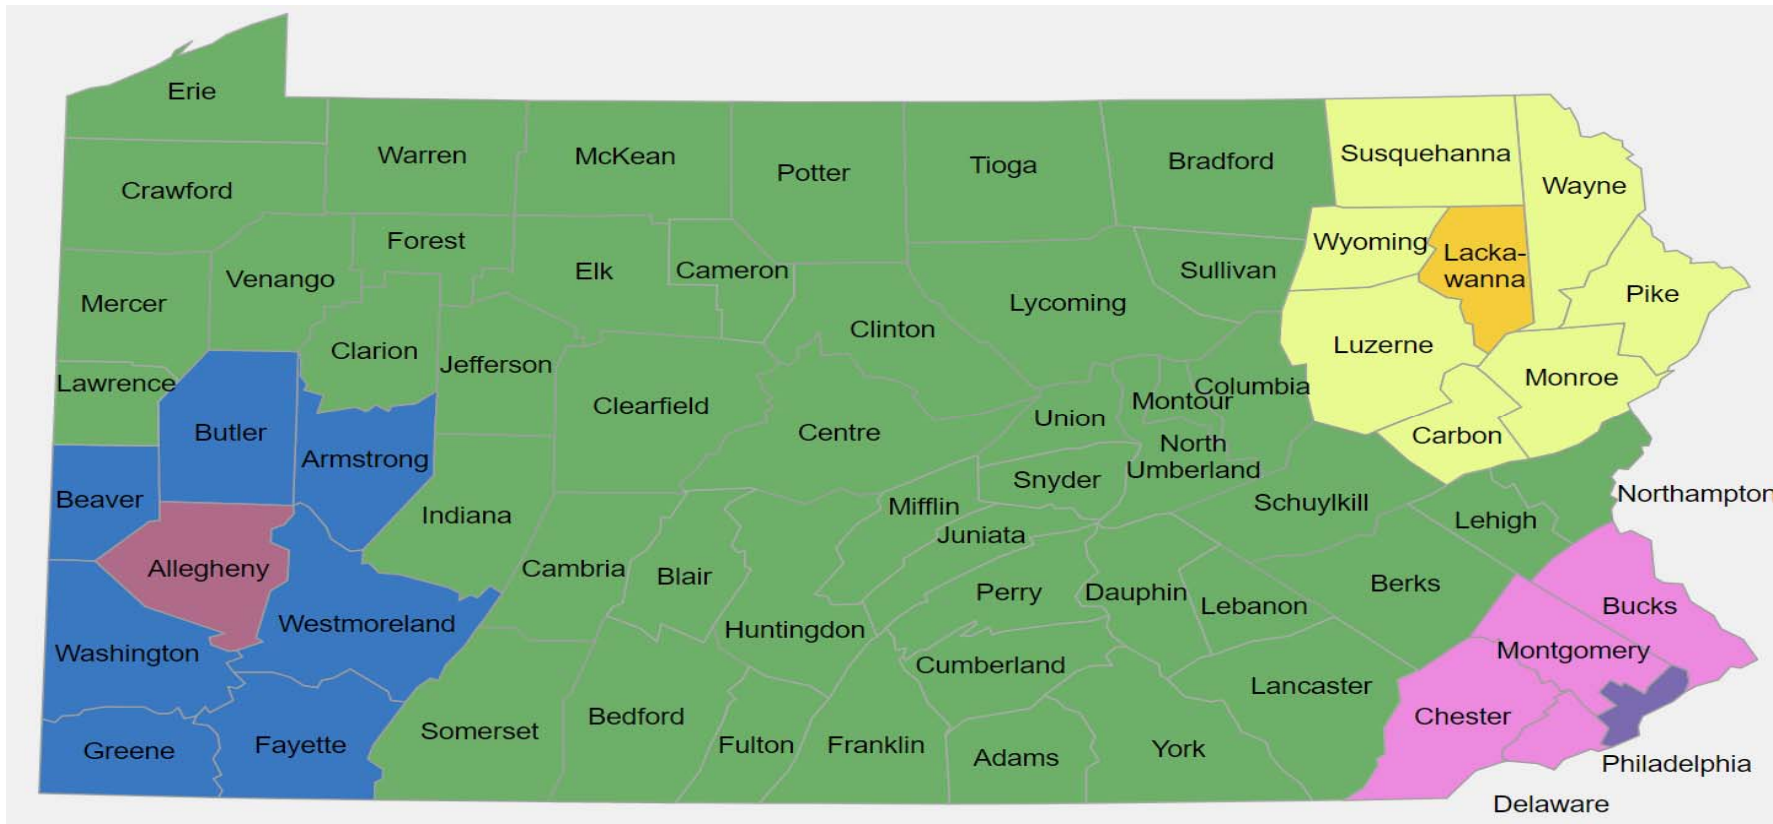 Erie
Warren
McKean
Potter
Tioga
Bradford
Susquehanna
Wayne
Crawford
Forest
Wyoming
Lacka-
wanna
Venango
Elk
Cameron
Sullivan
Pike
Mercer
Lycoming
Clinton
Clarion
Jefferson
Luzerne
Monroe
Lawrence
Columbia
Montour
Clearfield
Union
Centre
Butler
Armstrong
Carbon
North
Umberland
Snyder
Beaver
Northampton
Schuylkill
Mifflin
Indiana
Lehigh
Juniata
Allegheny
Cambria
Blair
Berks
Perry
Dauphin
Lebanon
Bucks
Westmoreland
Huntingdon
Washington
Montgomery
Cumberland
Lancaster
Chester
Bedford
Somerset
Fayette
Greene
Fulton
Franklin
Adams
York
Philadelphia
Delaware